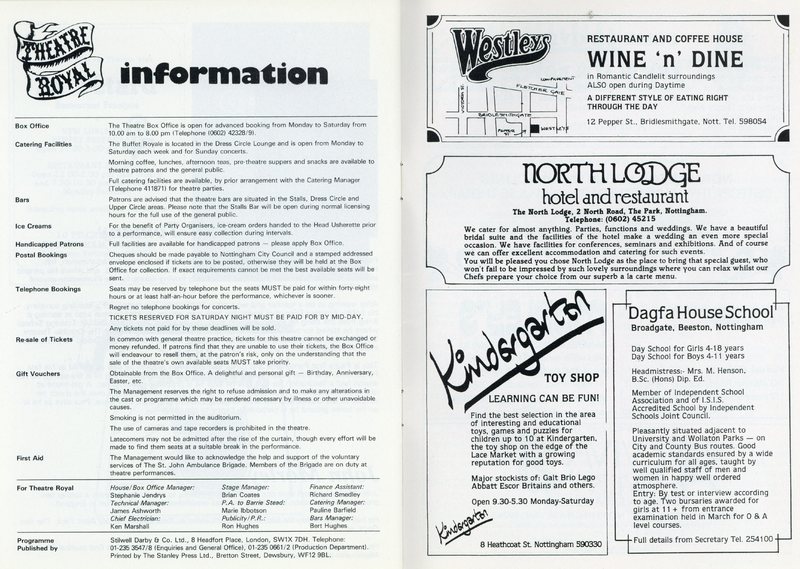 THEATRE
ROYAL
information
Box Office The Theatre Box Office is open for advanced booking from Monday to Saturday from
10.00 am to 8.00 pm (Telephone (0602) 42328/9).
Catering Facilities The Buffet Royale is located in the Dress Circle Lounge and is open from Monday to
Saturday each week and for Sunday concerts.
Morning coffee, lunches, afternoon teas, pre-theatre suppers and snacks are available to
theatre patrons and the general public.
Full catering facilities are available, by prior arrangement with the Catering Manager
(Telephone 411871) for theatre parties.
Bars Patrons are advised that the theatre bars are situated in the Stalls, Dress Circle and
Upper Circle areas. Please note that the Stalls Bar will be open during normal licensing
hours for the full use of the general public.
Ice Creams For the benefit of Party Organisers, ice-cream orders handed to the Head Usherette prior
to a performance, will ensure easy collection during intervals.
Handicapped Patrons Full facilities are available for handicapped patrons — please apply Box Office.
Postal Bookings Cheques should be made payable to Nottingham City Council and a stamped addressed
envelope enclosed if tickets are to be posted, otherwise they will be held at the Box
Office for collection. If exact requirements cannot be met the best available seats will be
sent.
Telephone Bookings Seats may be reserved by telephone but the seats MUST be paid for within forty-eight
hours or at least half-an-hour before the performance, whichever is sooner.
Regret no telephone bookings for concerts.
TICKETS RESERVED FOR SATURDAY NIGHT MUST BE PAID FOR BY MID-DAY.
Any tickets not paid for by these deadlines will be sold.
Re-sale of Tickets In common with general theatre practice, tickets for this theatre cannot be exchanged or
money refunded. If patrons find that they are unable to use their tickets, the Box Office
will endeavour to resell them, at the patron's risk, only on the understanding that the
sale of the theatre's own available seats MUST take priority.
Gift Vouchers Obtainable from the Box Office. A delightful and personal gift — Birthday, Anniversary,
Easter, etc.
The Management reserves the right to refuse admission and to make any alterations in
the cast or programme which may be rendered necessary by illness or other unavoidable
causes.
Smoking is not permitted in the auditorium.
The use of cameras and tape recorders is prohibited in the theatre.
Latecomers may not be admitted after the rise of the curtain, though every effort will be
made to find them seats at a suitable break in the performance.
First Aid The Management would like to acknowledge the help and support of the voluntary
services of The St. John Ambulance Brigade. Members of the Brigade are on duty at
theatre performances.
For Theatre Royal House/Box Office Manager: Stage Manager: Finance Assistant:
Stephanie Jendrys Brian Coates Richard Smedley
Technical Manager: P.A. to Barrie Stead: Catering Manager:
James Ashworth Marie Ibbotson Pauline Barfield
Chief Electrician: Publicity/P.R.: Bars Manager:
Ken Marshall Ron Hughes Bert Hughes
Programme Stilwell Darby & Co. Ltd., 8 Headfort Place, London, SW1X 7DH. Telephone:
Published by 01-235 3547/8 (Enquiries and General Office), 01-235 0661/2 (Production Department).
Printed by The Stanley Press Ltd., Bretton Street, Dewsbury, WF12 9BL.
Westleys
FLETCHER GATE
BRIDLESMITHGATE
PEPPER ST
WESTLEYS
RESTAURANT AND COFFEE HOUSE
WINE 'n' DINE
in Romantic Candlelit surroundings
ALSO open during Daytime
A DIFFERENT STYLE OF EATING RIGHT
THROUGH THE DAY
12 Pepper St., Bridlesmithgate, Nott. Tel. 598054
NORTH LODGE
hotel and restaurant
The North Lodge, 2 North Road, The Park, Nottingham.
Telephone: (0602) 45215
We cater for almost anything. Parties, functions and weddings. We have a beautiful
bridal suite and the facilities of the hotel make a wedding an even more special
occasion. We have facilities for conferences, seminars and exhibitions. And of course
we can offer excellent accommodation and catering for such events.
You will be pleased you chose North Lodge as the place to bring that special guest, who
won't fail to be impressed by such lovely surroundings where you can relax whilst our
Chefs prepare your choice from our superb a la carte menu.
Kindergarten
TOY SHOP
LEARNING CAN BE FUN!
Find the best selection in the area
of interesting and educational
toys, games and puzzles for
children up to 10 at Kindergarten,
the toy shop on the edge of the
Lace Market with a growing
reputation for good toys.
Major stockists of: Galt Brio Lego
Abbatt Escor Britains and others.
Open 9.30-5.30 Monday-Saturday
Kindergarten
8 Heathcoat St. Nottingham 590330
Dagfa House School
Broadgate, Beeston, Nottingham
Day School for Girls 4-18 years
Day School for Boys 4-11 years
Headmistress:- Mrs. M. Henson.
B.Sc. (Hons) Dip. Ed.
Member of Independent School
Association and of I.S.I.S.
Accredited School by Independent
Schools Joint Council.
Pleasantly situated adjacent to
University and Wollaton Parks — on
City and County Bus routes. Good
academic standards ensured by a wide
curriculum for all ages, taught by
well qualified staff of men and
women in happy well ordered
atmosphere.
Entry: By test or interview according
to age. Two bursaries awarded for
girls at 11+ from entrance
examination held in March for O & A
level courses.
Full details from Secretary Tel. 254100